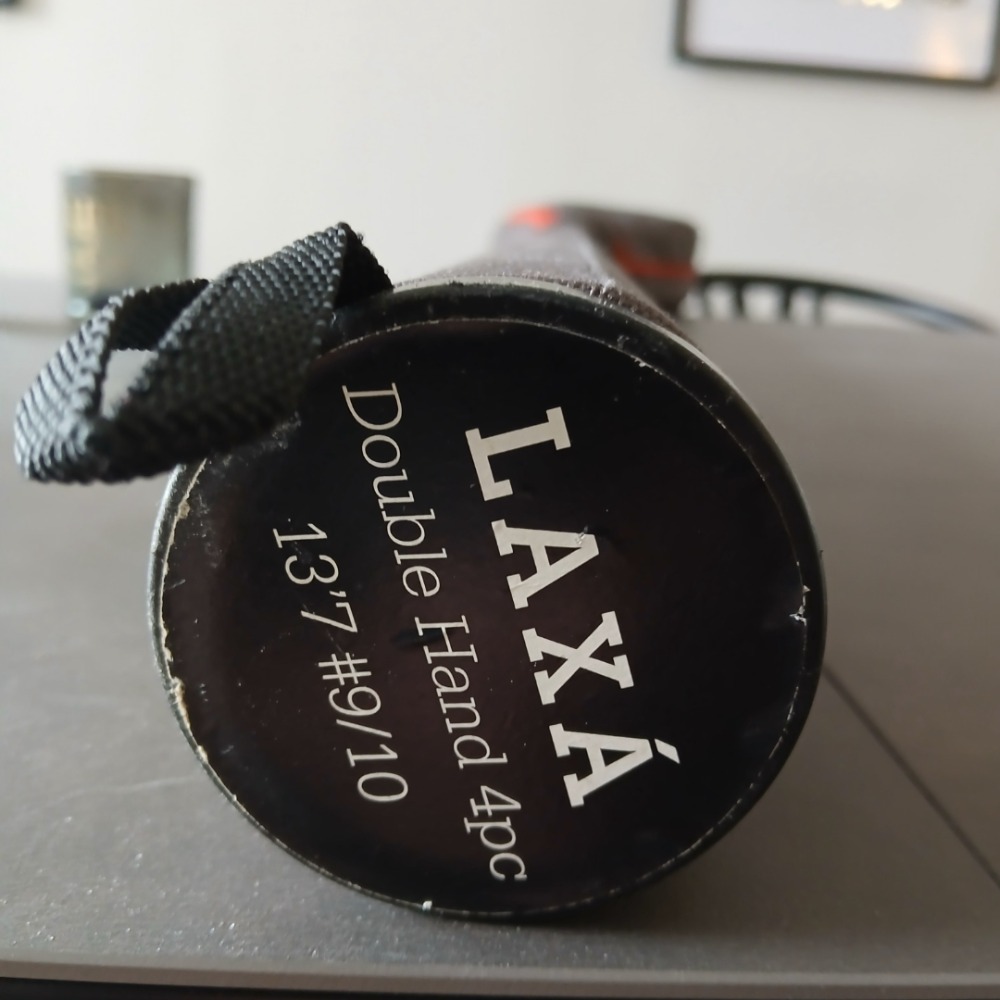 LAXÁ
Double Hand 4pc
13'7 #9/10